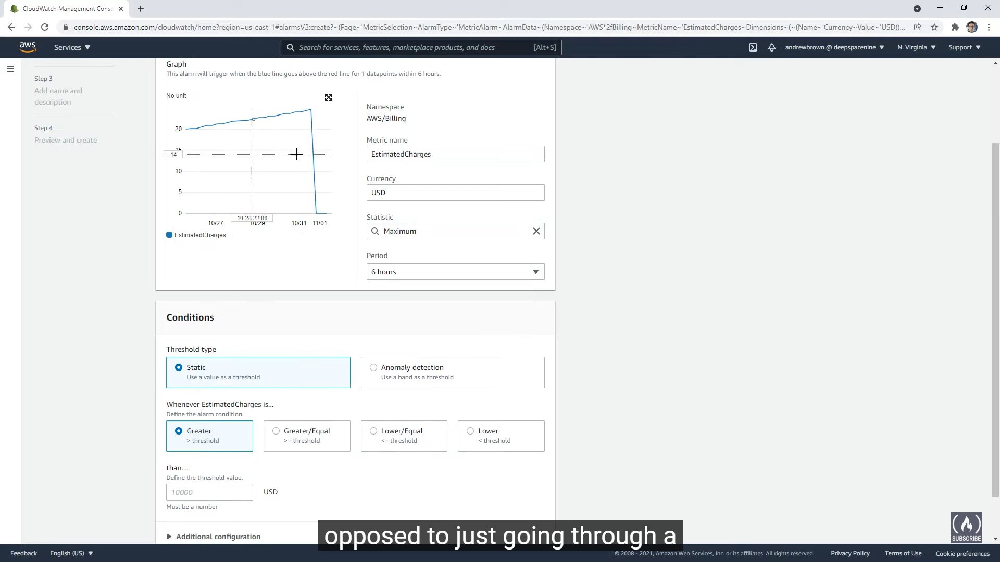 CloudWatch Management Conso
console.aws.amazon.com/cloudwatch/home?region=us-east-1#alarmsV2:create?~(Page~'MetricSelection~AlarmType~'MetricAlarm~AlarmData~(Namespace~'AWS*2fBilling~MetricName~'EstimatedCharges~Dimensions~(~(Name~'Currency~Value~'USD))...
aws
Services
Search for services, features, marketplace products, and docs
[Alt+S]
andrewbrown @ deepspacenine
N. Virginia
Support
Step 3
Add name and
description
Step 4
Preview and create
Graph
This alarm will trigger when the blue line goes above the red line for 1 datapoints within 6 hours.
No unit
20
15
14
10
5
0
10/27
10-28 22:00
10/29
10/31
11/01
EstimatedCharges
Namespace
AWS/Billing
Metric name
EstimatedCharges
Currency
USD
Statistic
Maximum
Period
6 hours
Conditions
Threshold type
Static
Use a value as a threshold
Anomaly detection
Use a band as a threshold
Whenever EstimatedCharges is...
Define the alarm condition.
Greater
> threshold
Greater/Equal
>= threshold
Lower/Equal
<= threshold
Lower
< threshold
than...
Define the threshold value.
10000
USD
Must be a number
Additional configuration
opposed to just going through a
SUBSCRIBE
Feedback
English (US)
© 2008 - 2021, Amazon Web Services, Inc. or its affiliates. All rights reserved.
Privacy Policy
Terms of Use
Cookie preferences